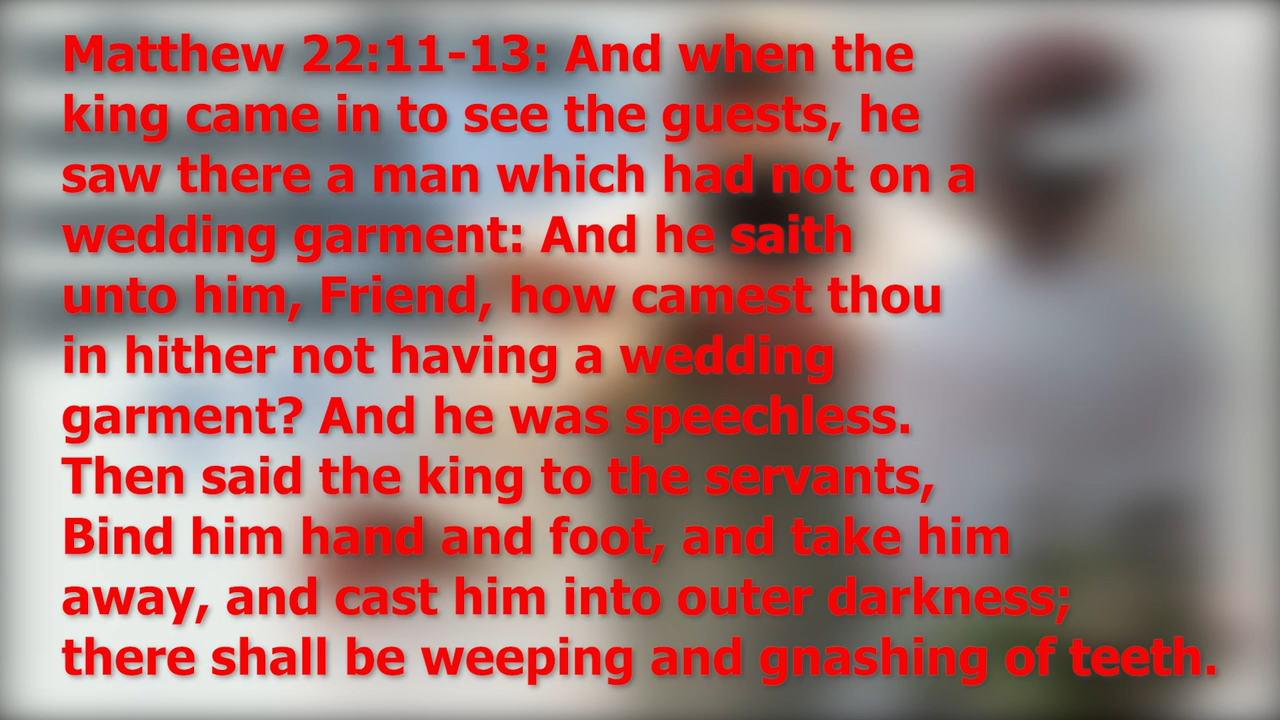 Matthew 22:11-13: And when the
king came in to see the guests, he
saw there a man which had not on a
wedding garment: And he saith
unto him, Friend, how camest thou
in hither not having a wedding
garment? And he was speechless.
Then said the king to the servants,
Bind him hand and foot, and take him
away, and cast him into outer darkness;
there shall be weeping and gnashing of teeth.